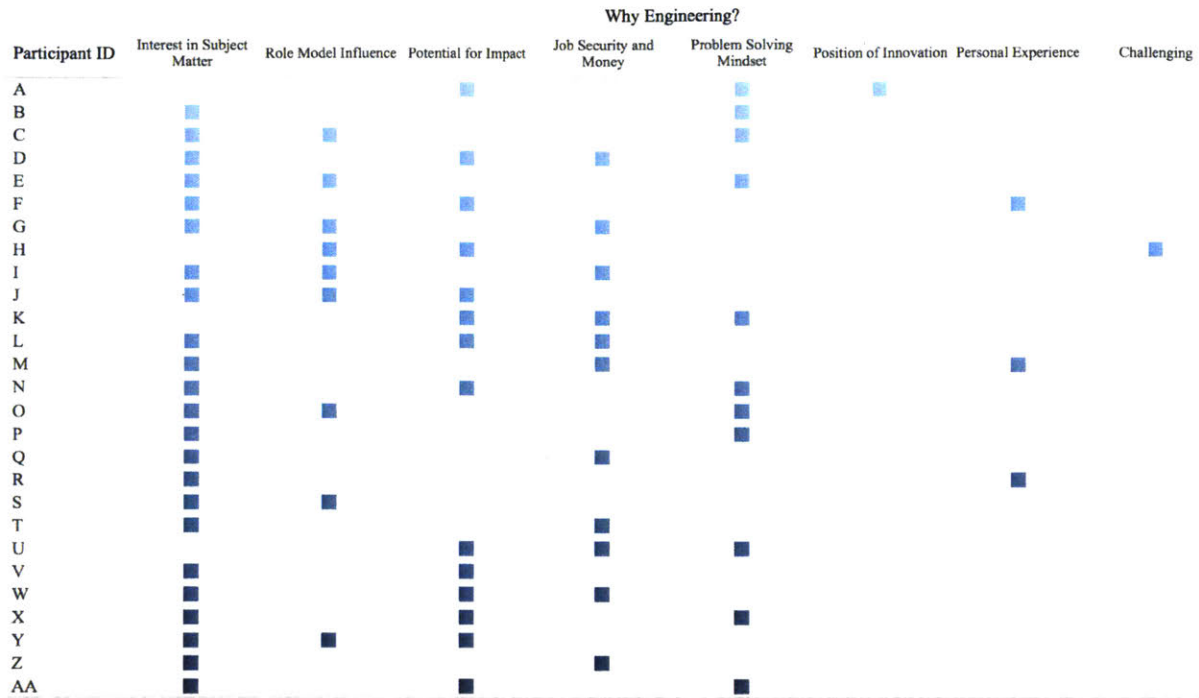 Why Engineering?
Participant ID
Interest in Subject
Matter
Role Model Influence
Potential for Impact
Job Security and
Money
Problem Solving
Mindset
Position of Innovation
Personal Experience
Challenging
A
B
C
D
E
F
G
H
I
J
K
L
M
N
O
P
Q
R
S
T
U
V
W
X
Y
Z
AA